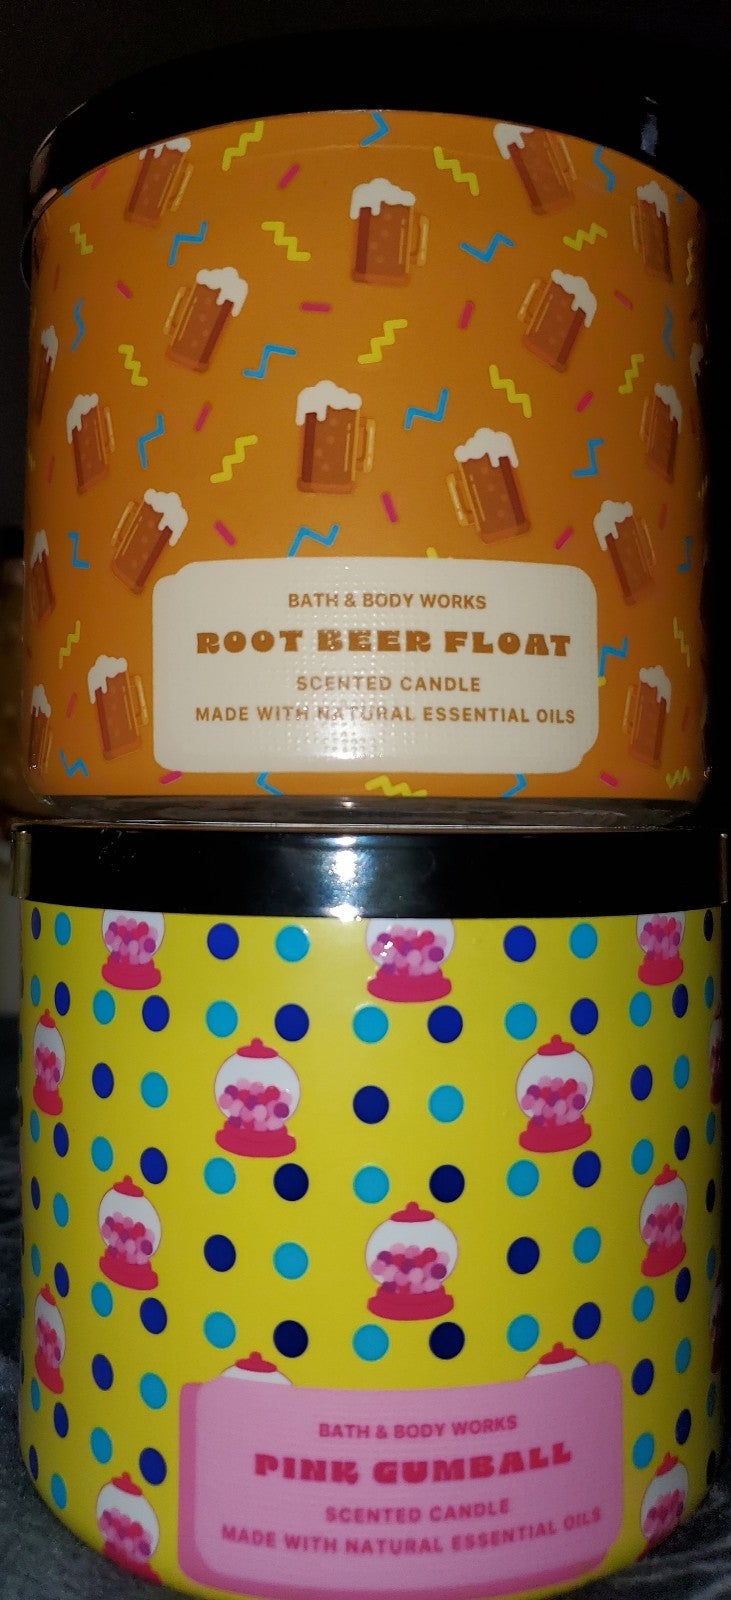 BATH & BODY WORKS
ROOT BEER FLOAT
SCENTED CANDLE
MADE WITH NATURAL ESSENTIAL OILS
BATH & BODY WORKS
PINK GUMBALL
SCENTED CANDLE
MADE WITH NATURAL ESSENTIAL OILS